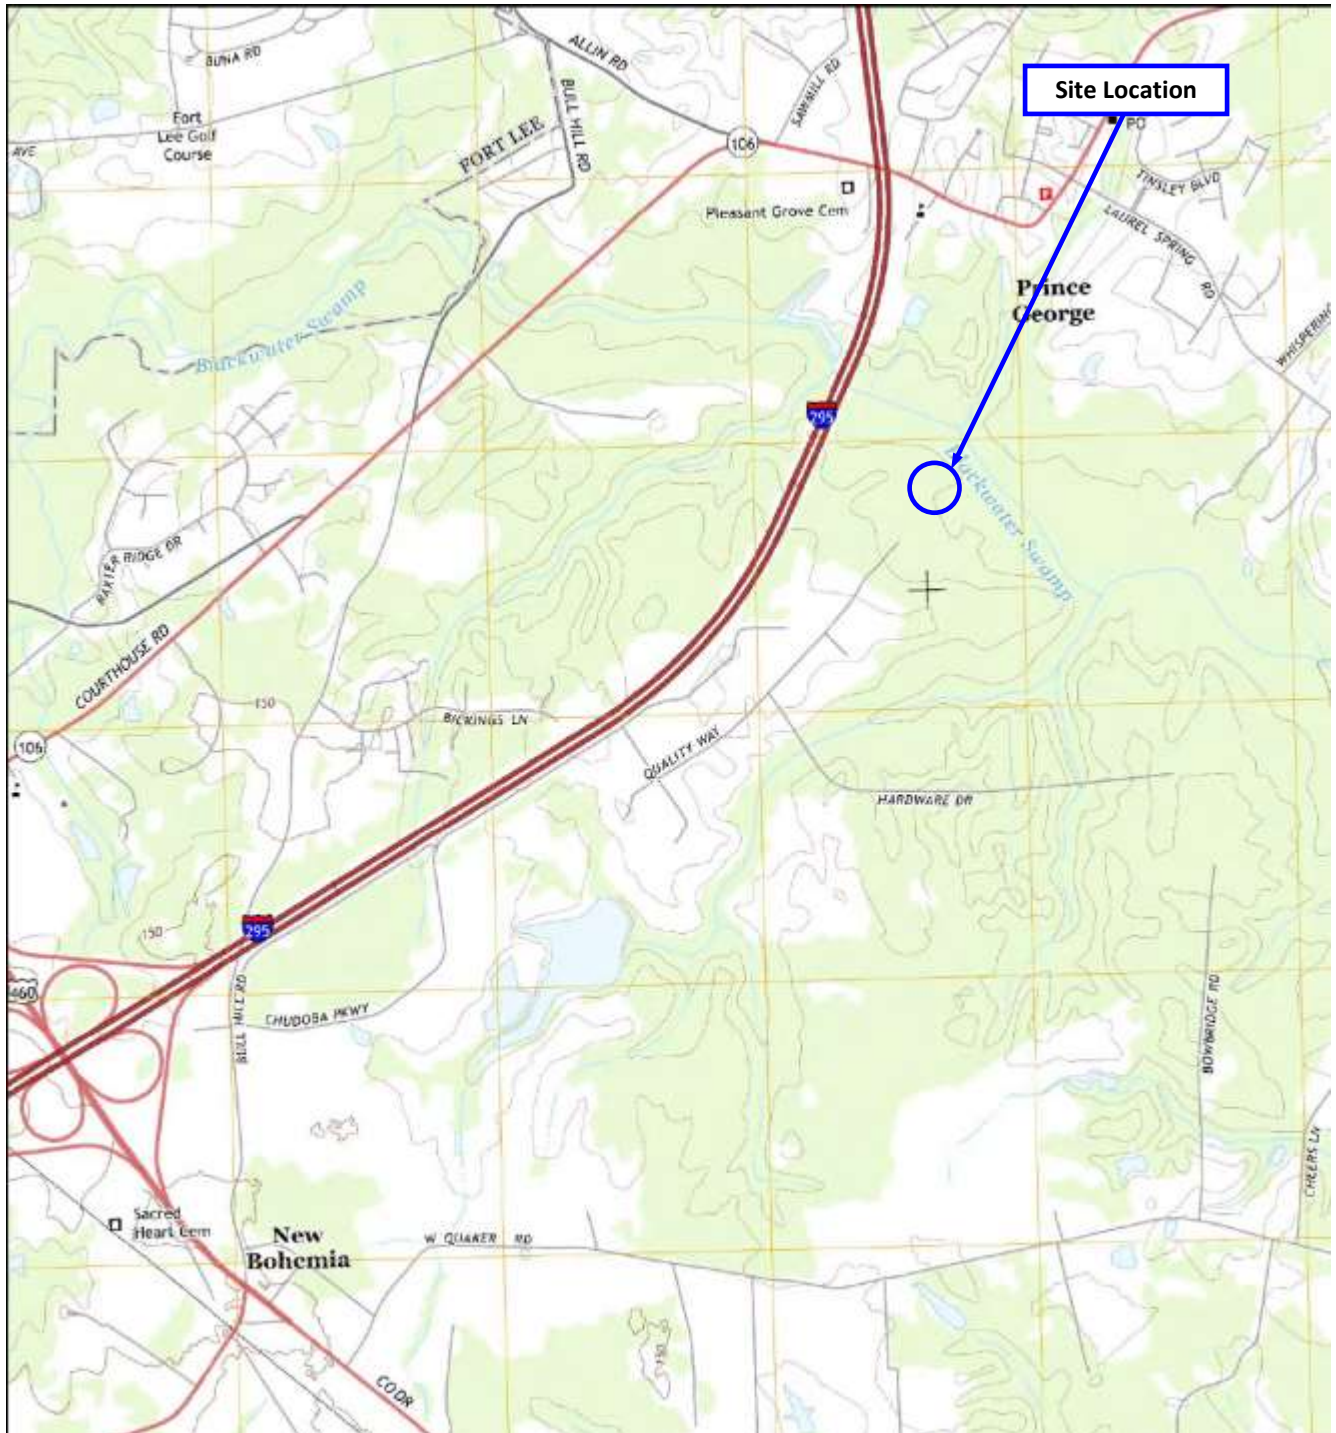 BUNA RD
ALLIN RD
SAWMILL RD
Site Location
BULL HILL RD
Fort
Lee Golf
Course
AVE
FORT LEE
106
PO
TINSLEY BLVD
Pleasant Grove Cem
LAUREL SPRING RD
Prince
George
Blackwater Swamp
WHISPERING
295
Blackwater Swamp
BAXTER RIDGE DR
COURTHOUSE RD
150
BICKINGS LN
106
QUALITY WAY
HARDWARE DR
150
295
460
BULL HILL RD
CHUDOBA PKWY
BOWBRIDGE RD
CHEERS LN
Sacred
Heart Cem
New
Bohemia
W QUAKER RD
150
CO DR